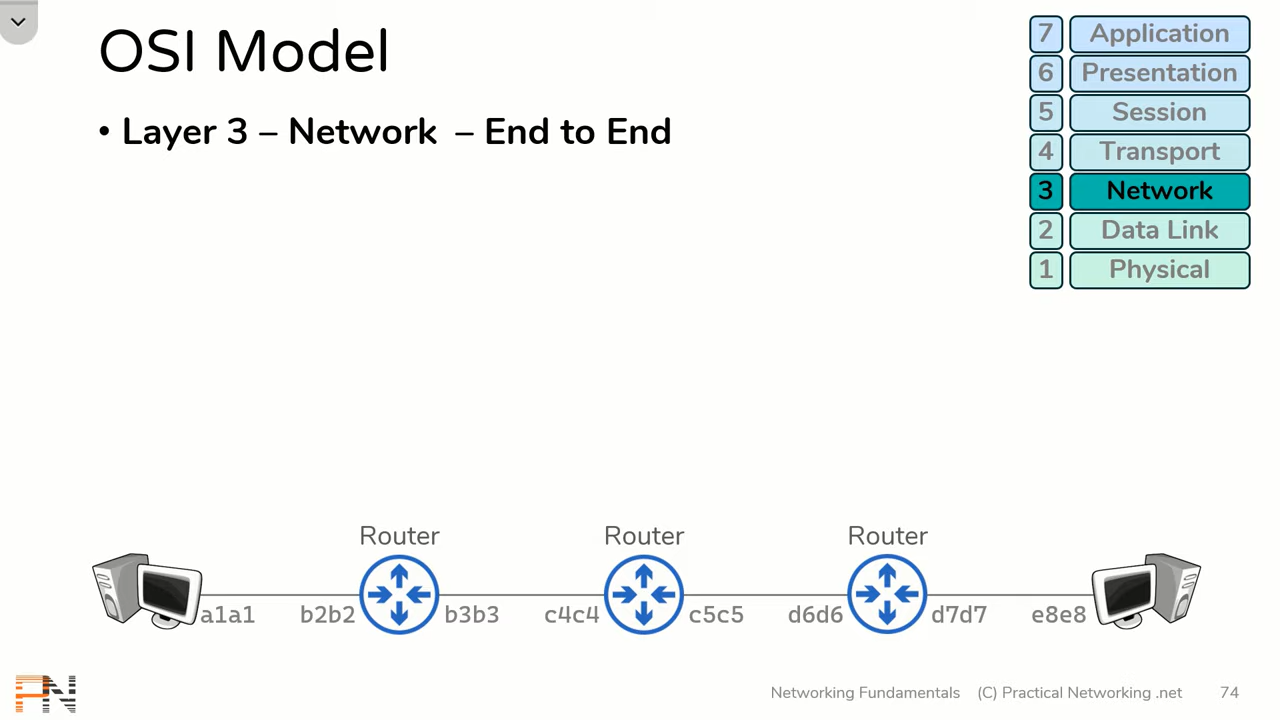 OSI Model
• Layer 3 – Network – End to End
7 Application
6 Presentation
5 Session
4 Transport
3 Network
2 Data Link
1 Physical
Router Router Router
a1a1 b2b2 b3b3 c4c4 c5c5 d6d6 d7d7 e8e8
PN
Networking Fundamentals (C) Practical Networking .net 74